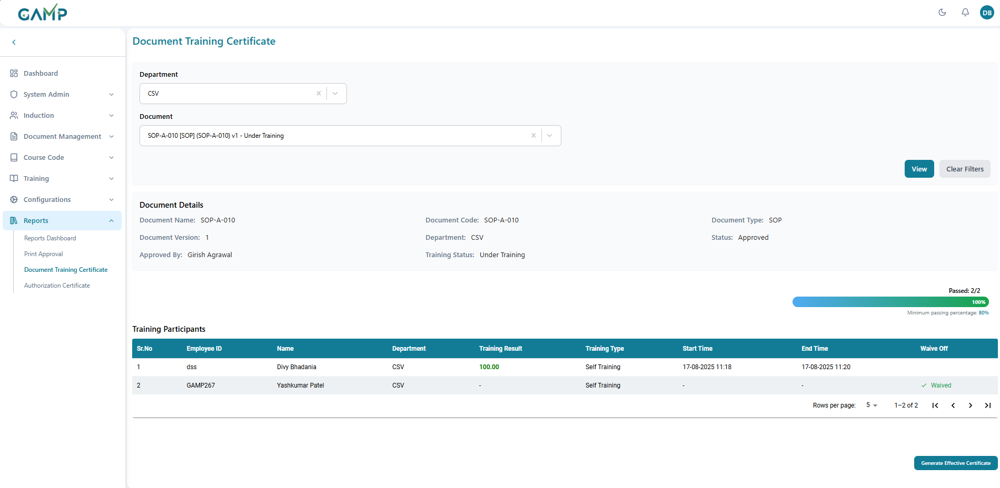 GAMP
DB
Document Training Certificate
Dashboard
System Admin
Induction
Document Management
Course Code
Training
Configurations
Reports
Reports Dashboard
Print Approval
Document Training Certificate
Authorization Certificate
Department
CSV
Document
SOP-A-010 [SOP] (SOP-A-010) v1 - Under Training
View Clear Filters
Document Details
Document Name: SOP-A-010 Document Code: SOP-A-010 Document Type: SOP
Document Version: 1 Department: CSV Status: Approved
Approved By: Girish Agrawal Training Status: Under Training
Passed: 2/2
100%
Minimum passing percentage: 80%
Training Participants
Sr.No Employee ID Name Department Training Result Training Type Start Time End Time Waive Off
1 dss Divy Bhadania CSV 100.00 Self Training 17-08-2025 11:18 17-08-2025 11:20
2 GAMP267 Yashkumar Patel CSV - Self Training - - Waived
Rows per page: 5 1–2 of 2
Generate Effective Certificate